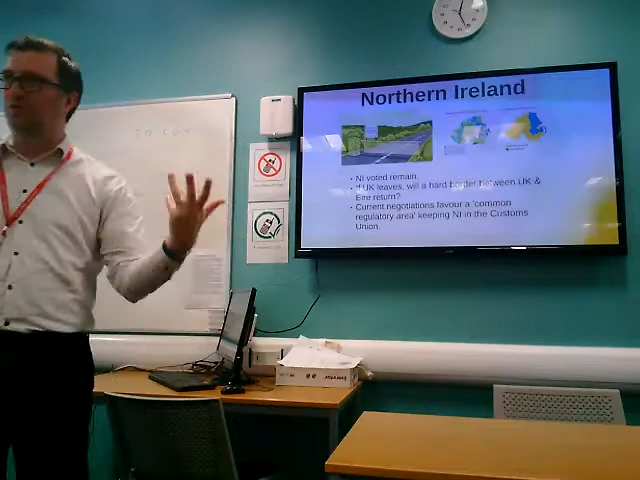 Northern Ireland
• NI voted remain.
• If UK leaves, will a hard border between UK &
Eire return?
• Current negotiations favour a 'common
regulatory area' keeping NI in the Customs
Union.